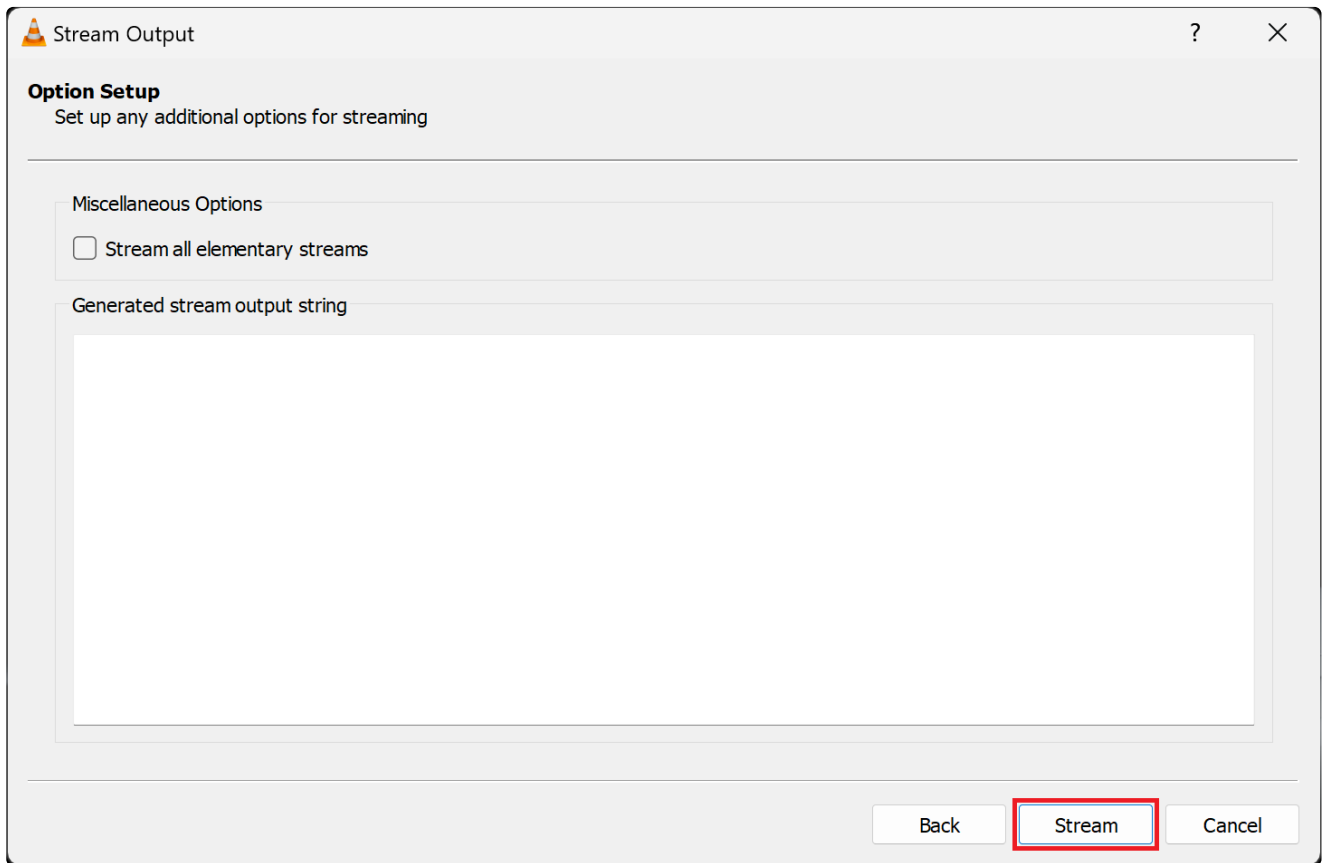 Stream Output
?
Option Setup
Set up any additional options for streaming
Miscellaneous Options
Stream all elementary streams
Generated stream output string
Back Stream Cancel